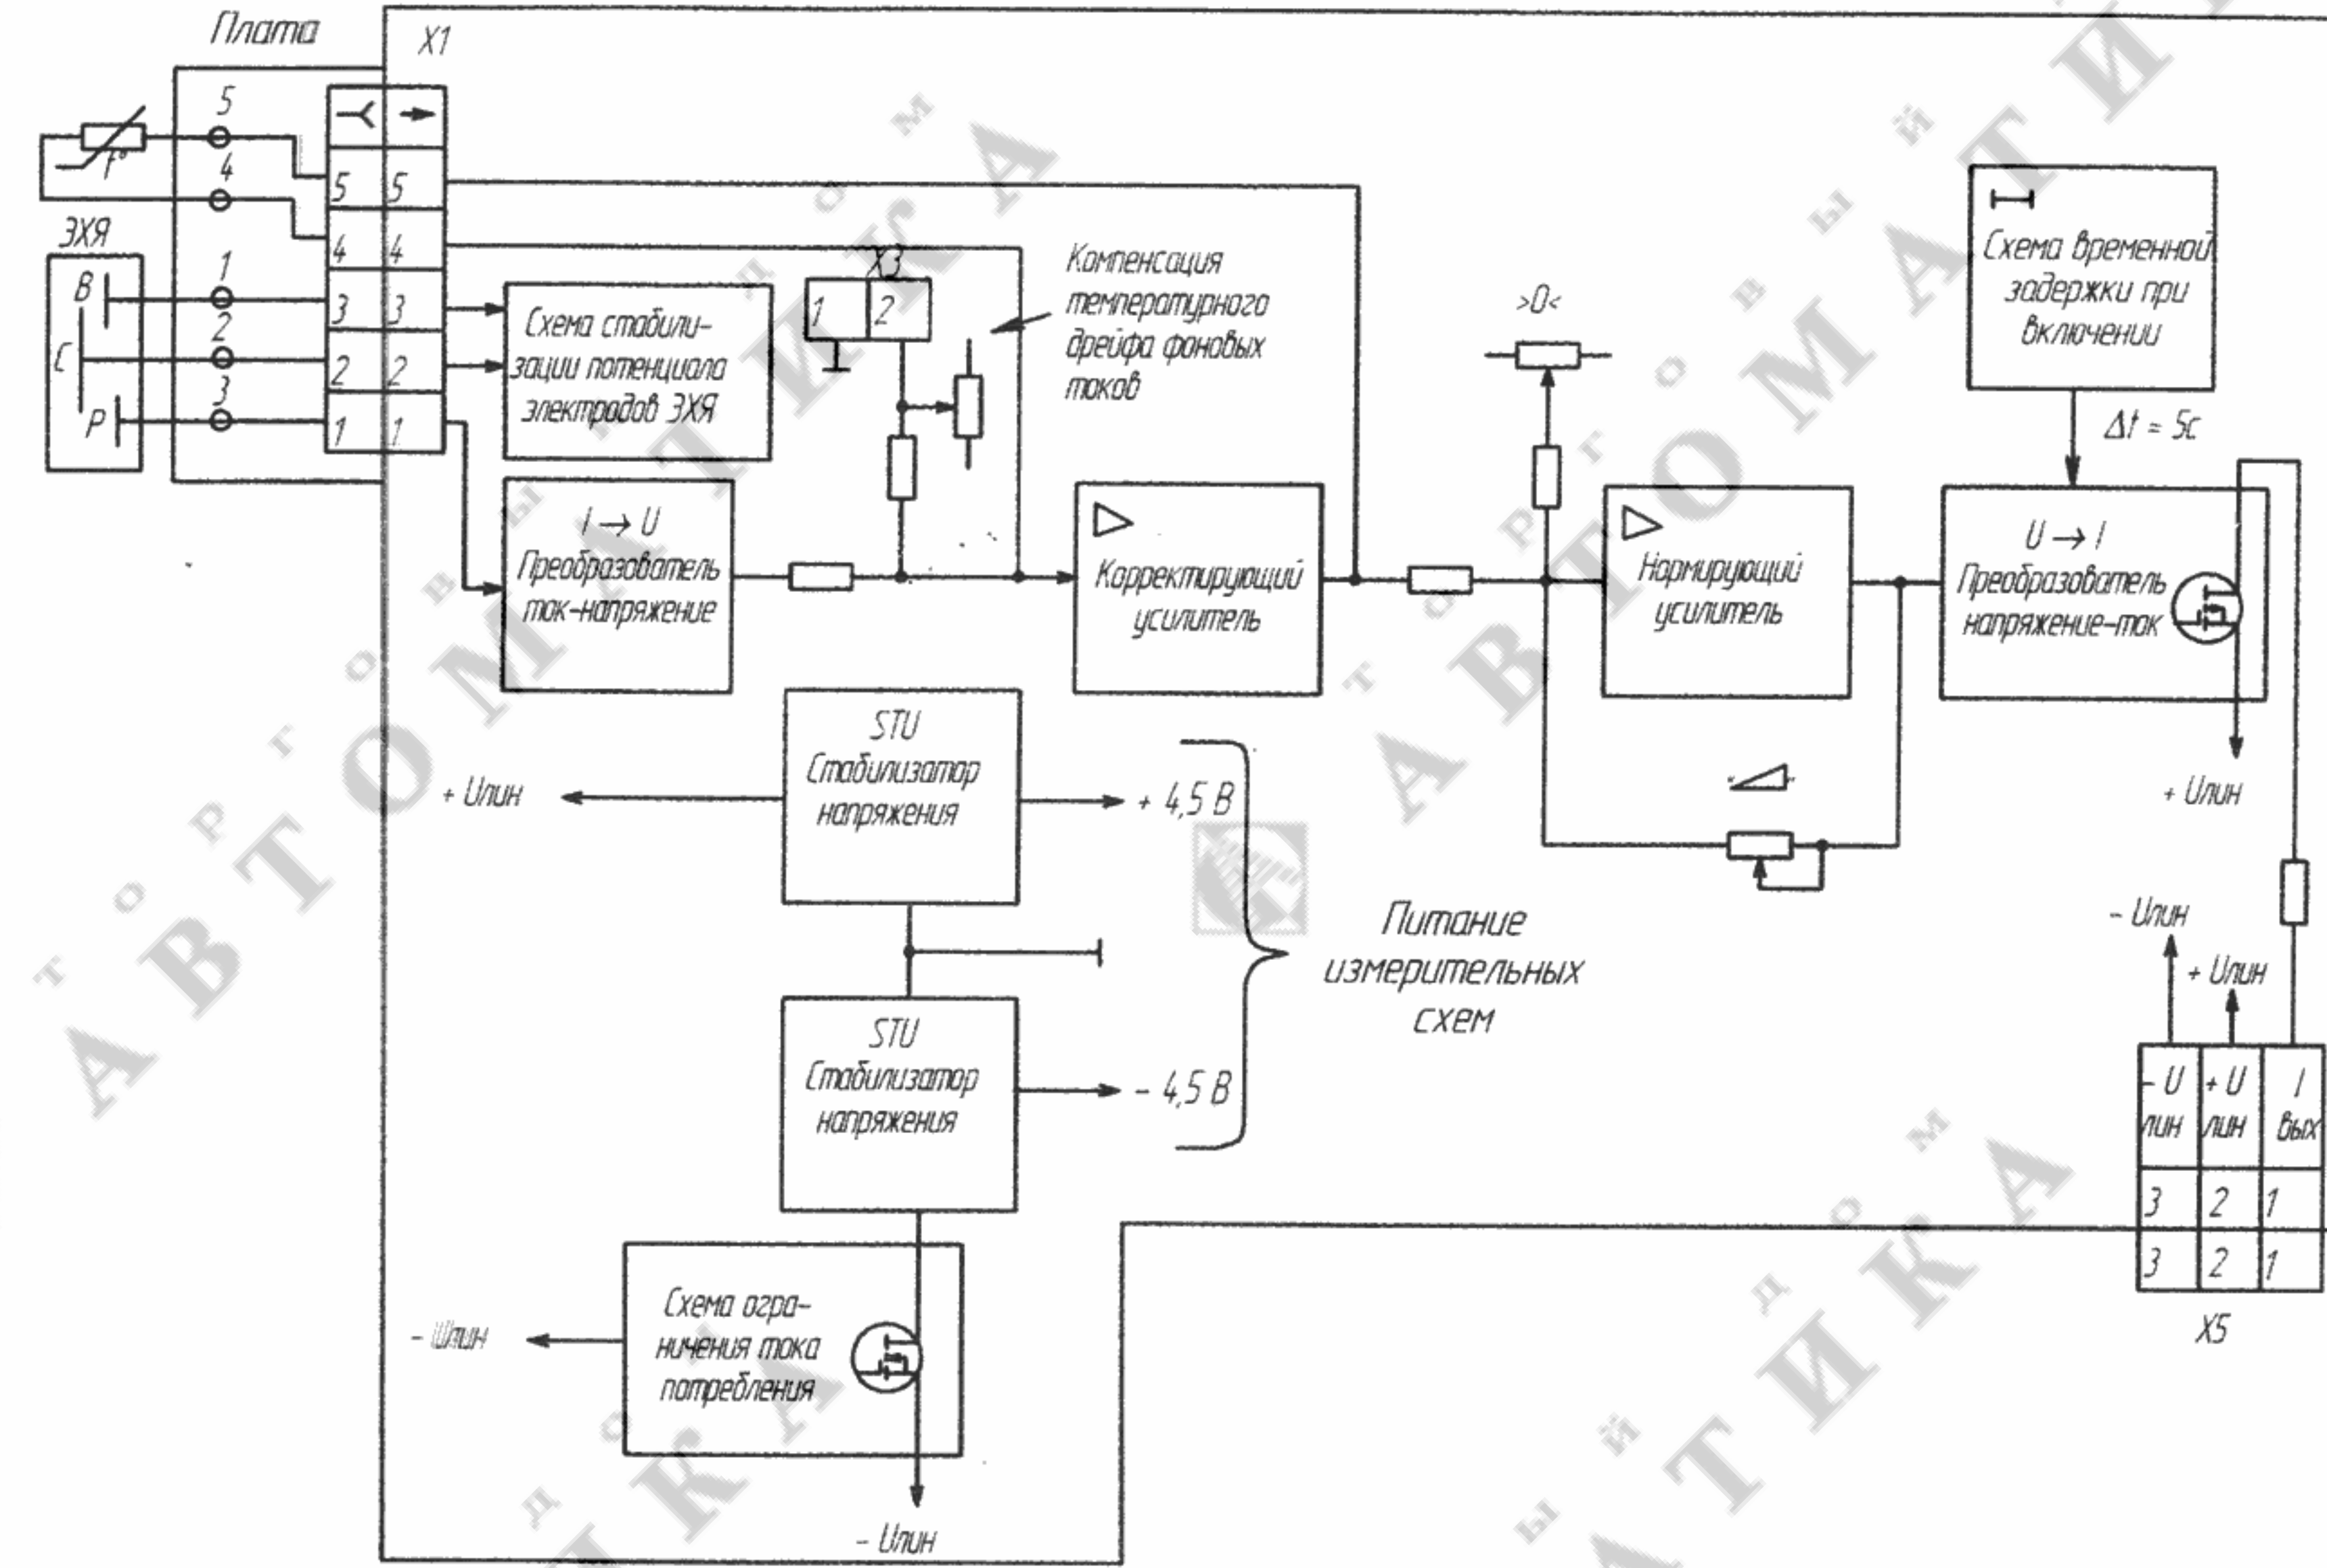 Плата
X1
5
t°
4
ЭХЯ
1
В
2
С
3
Р
5 5
4 4
3 3
2 2
1 1
Схема стабили-
зации потенциала
электродов ЭХЯ
X3
1 2
Компенсация
температурного
дрейфа фоновых
токов
I → U
Преобразователь
ток-напряжение
Корректирующий
усилитель
>0<
Нормирующий
усилитель
Схема временной
задержки при
включении
Δt = 5с
U → I
Преобразователь
напряжение-ток
+ Uлин
STU
Стабилизатор
напряжения
+ Uлин
+ 4,5 В
STU
Стабилизатор
напряжения
- 4,5 В
Питание
измерительных
схем
Схема огра-
ничения тока
потребления
- Uлин
- Uлин
- Uлин
+ Uлин
- U + U I
лин лин вых
3 2 1
3 2 1
X5